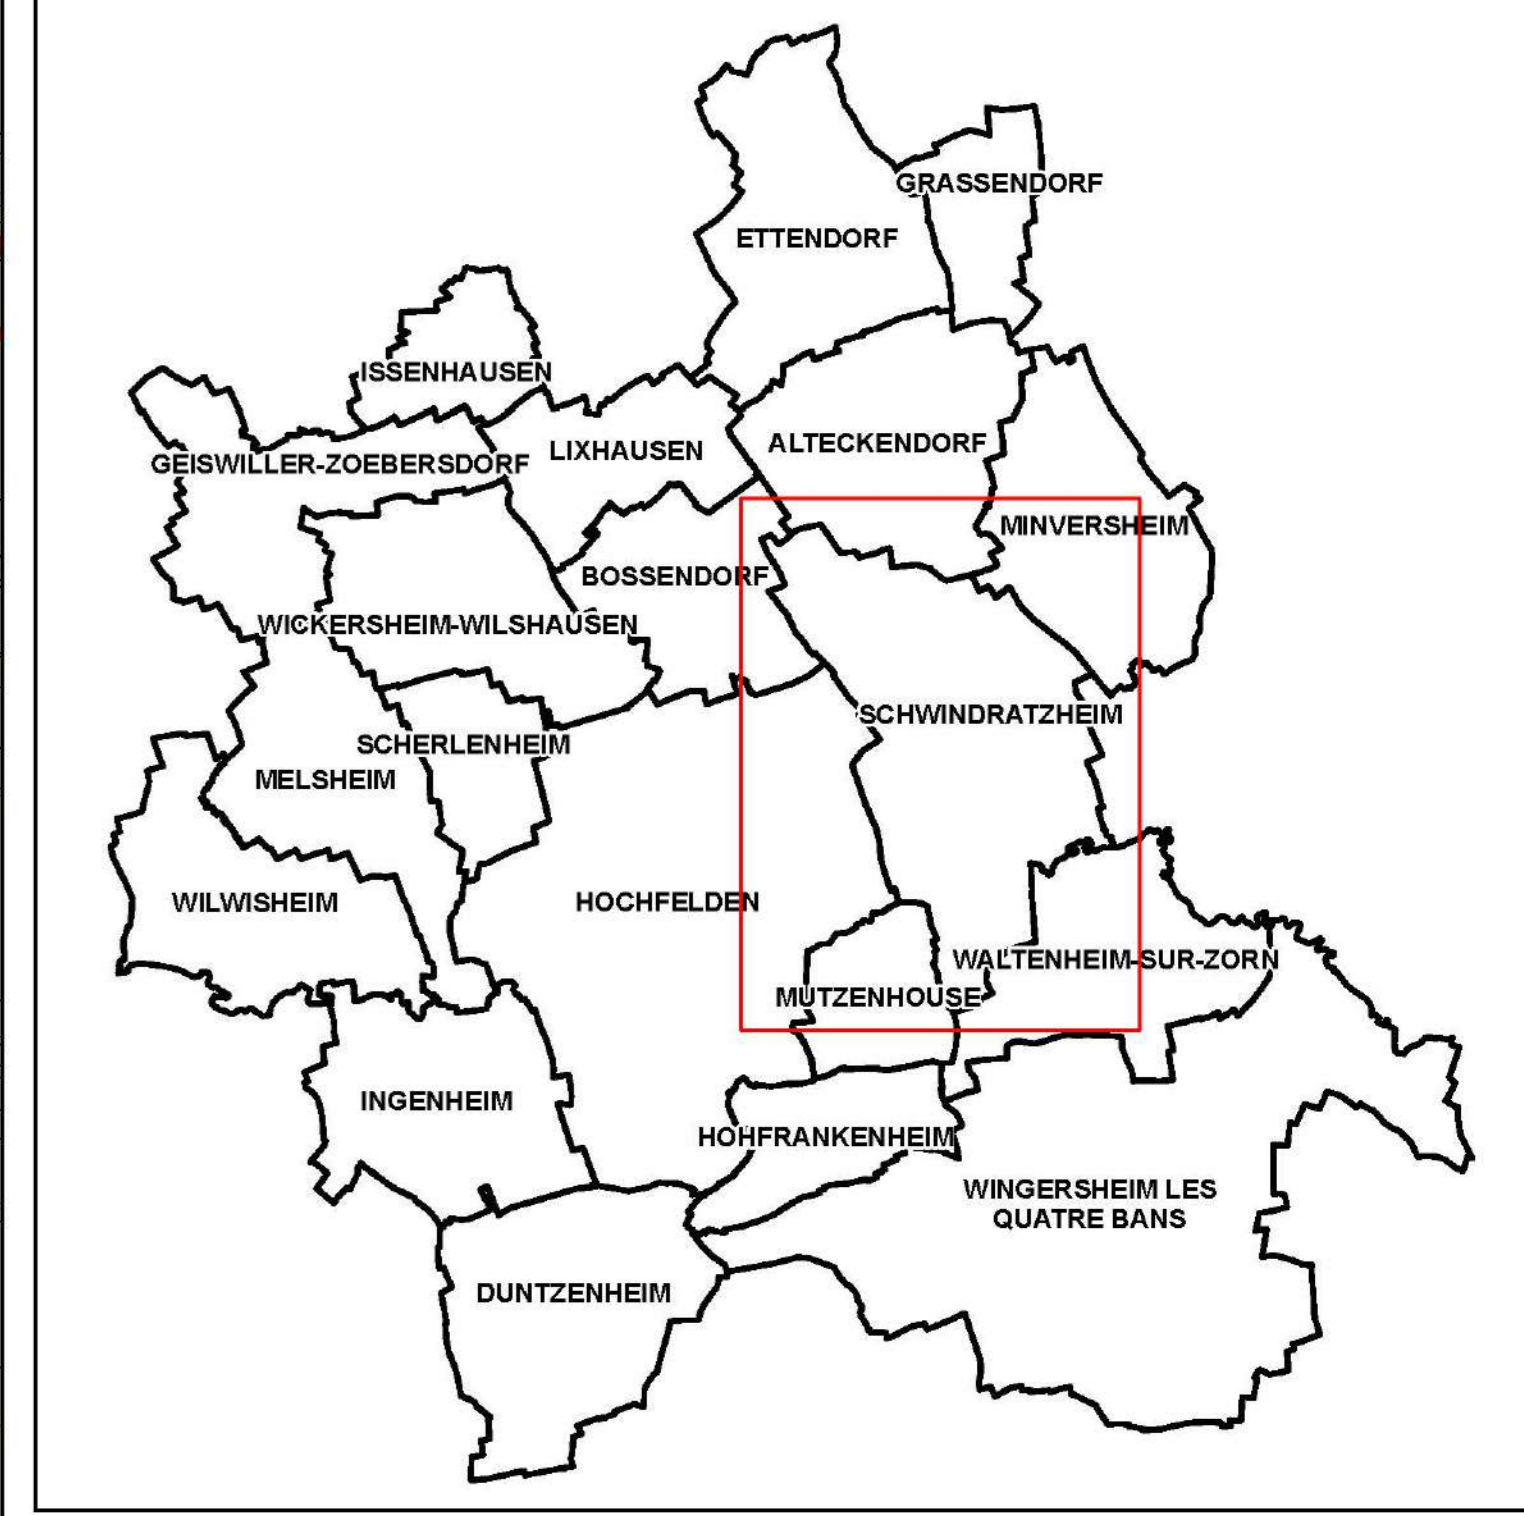 GRASSENDORF
ETTENDORF
ISSENHAUSEN
ALTECKENDORF
LIXHAUSEN
GEISWILLER-ZOEBERSDORF
MINVERSHEIM
BOSSENDORF
WICKERSHEIM-WILSHAUSEN
SCHWINDRATZHEIM
SCHERLENHEIM
MELSHEIM
WILWISHEIM
HOCHFELDEN
WALTENHEIM-SUR-ZORN
MUTZENHOUSE
INGENHEIM
HOHFRANKENHEIM
WINGERSHEIM LES
QUATRE BANS
DUNTZENHEIM